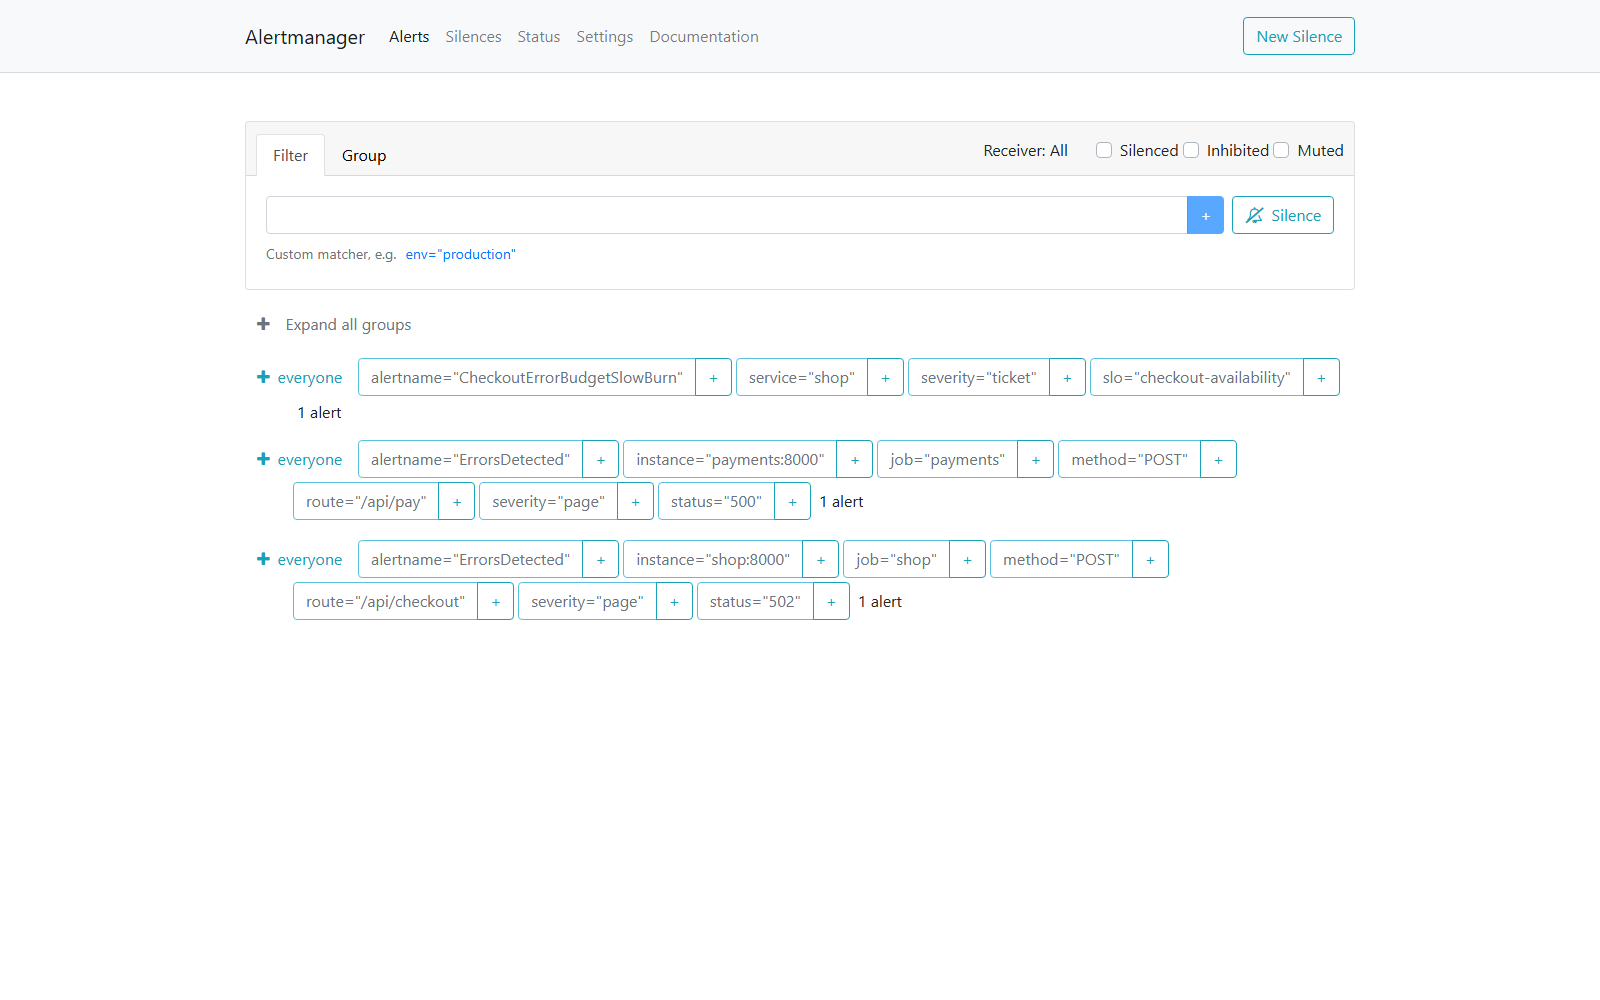 Alertmanager Alerts Silences Status Settings Documentation New Silence
Filter Group Receiver: All Silenced Inhibited Muted
+ Silence
Custom matcher, e.g. env="production"
+ Expand all groups
+ everyone alertname="CheckoutErrorBudgetSlowBurn" + service="shop" + severity="ticket" + slo="checkout-availability" +
1 alert
+ everyone alertname="ErrorsDetected" + instance="payments:8000" + job="payments" + method="POST" +
route="/api/pay" + severity="page" + status="500" + 1 alert
+ everyone alertname="ErrorsDetected" + instance="shop:8000" + job="shop" + method="POST" +
route="/api/checkout" + severity="page" + status="502" + 1 alert